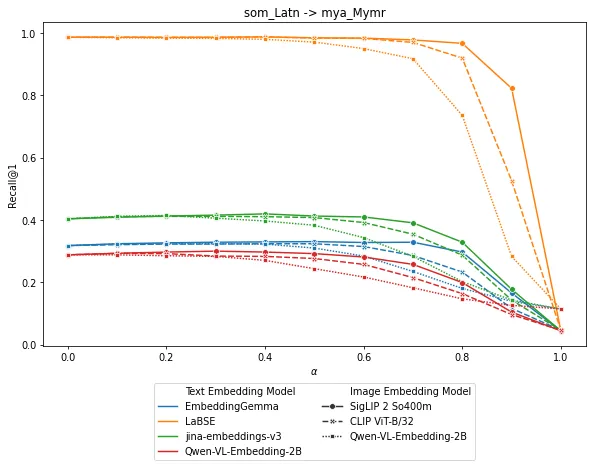 som_Latn -> mya_Mymr
1.0
0.8
0.6
0.4
0.2
0.0
Recall@1
0.0 0.2 0.4 0.6 0.8 1.0
α
Text Embedding Model Image Embedding Model
EmbeddingGemma SigLIP 2 So400m
LaBSE CLIP ViT-B/32
jina-embeddings-v3 Qwen-VL-Embedding-2B
Qwen-VL-Embedding-2B